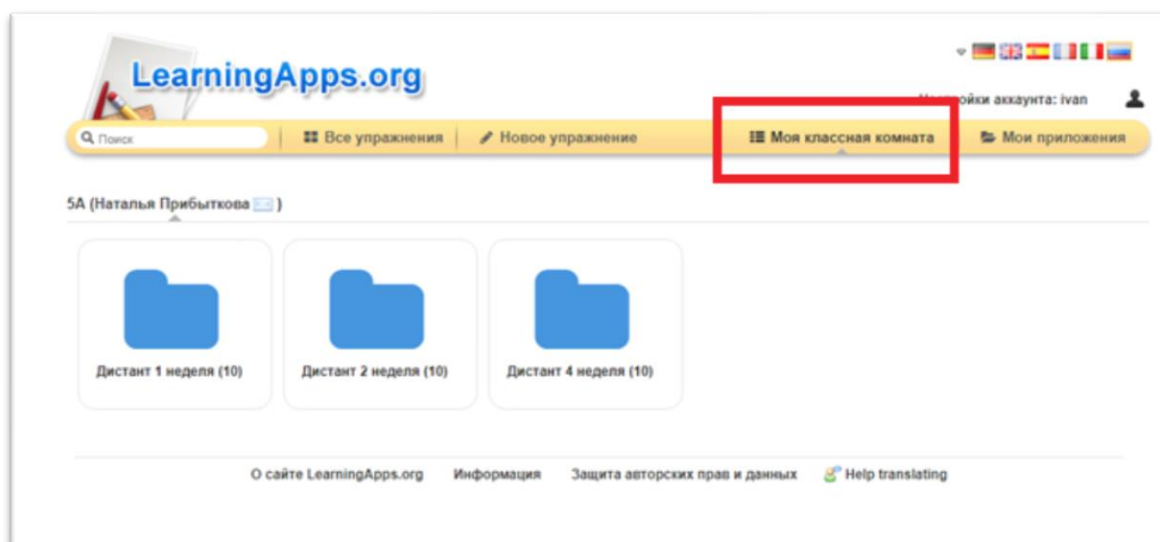 LearningApps.org
Настройки аккаунта: ivan
Поиск
Все упражнения
Новое упражнение
Моя классная комната
Мои приложения
5А (Наталья Прибыткова )
Дистант 1 неделя (10)
Дистант 2 неделя (10)
Дистант 4 неделя (10)
О сайте LearningApps.org
Информация
Защита авторских прав и данных
Help translating